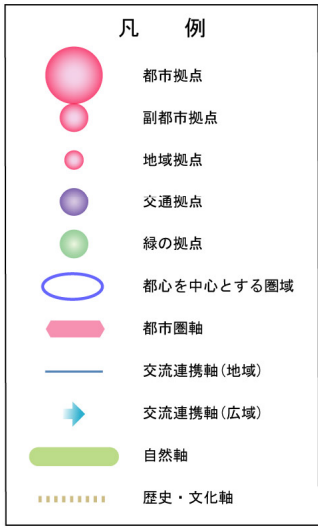 凡　例
都市拠点
副都市拠点
地域拠点
交通拠点
緑の拠点
都心を中心とする圏域
都市圏軸
交流連携軸(地域)
交流連携軸(広域)
自然軸
歴史・文化軸